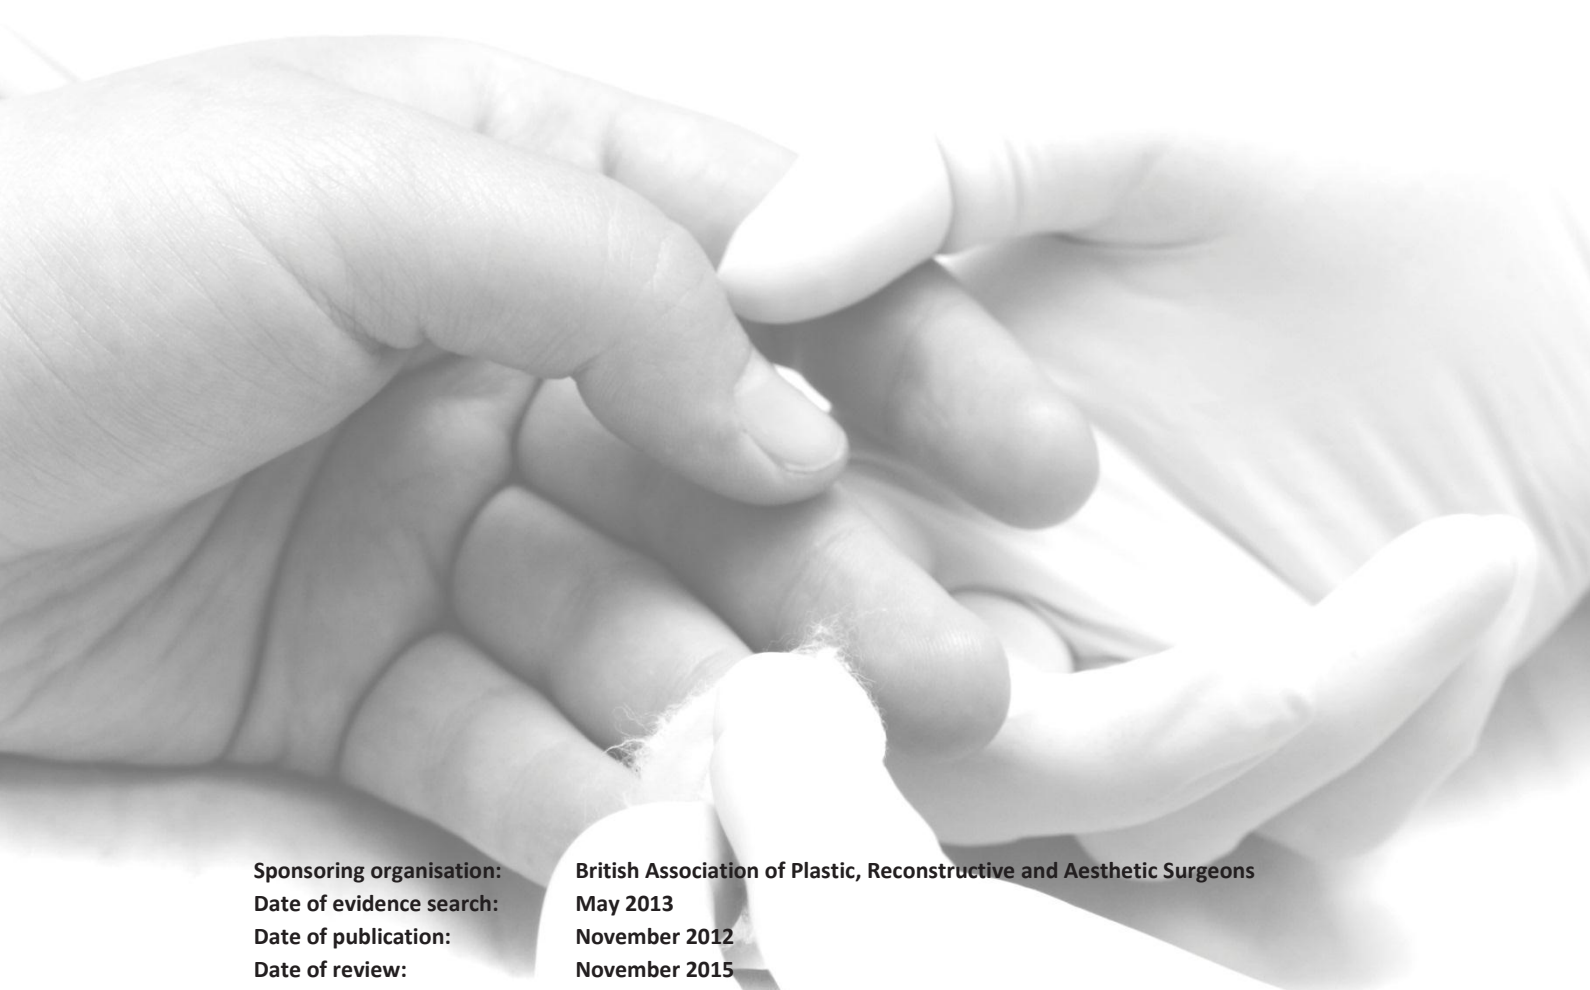 Sponsoring organisation: British Association of Plastic, Reconstructive and Aesthetic Surgeons
Date of evidence search: May 2013
Date of publication: November 2012
Date of review: November 2015